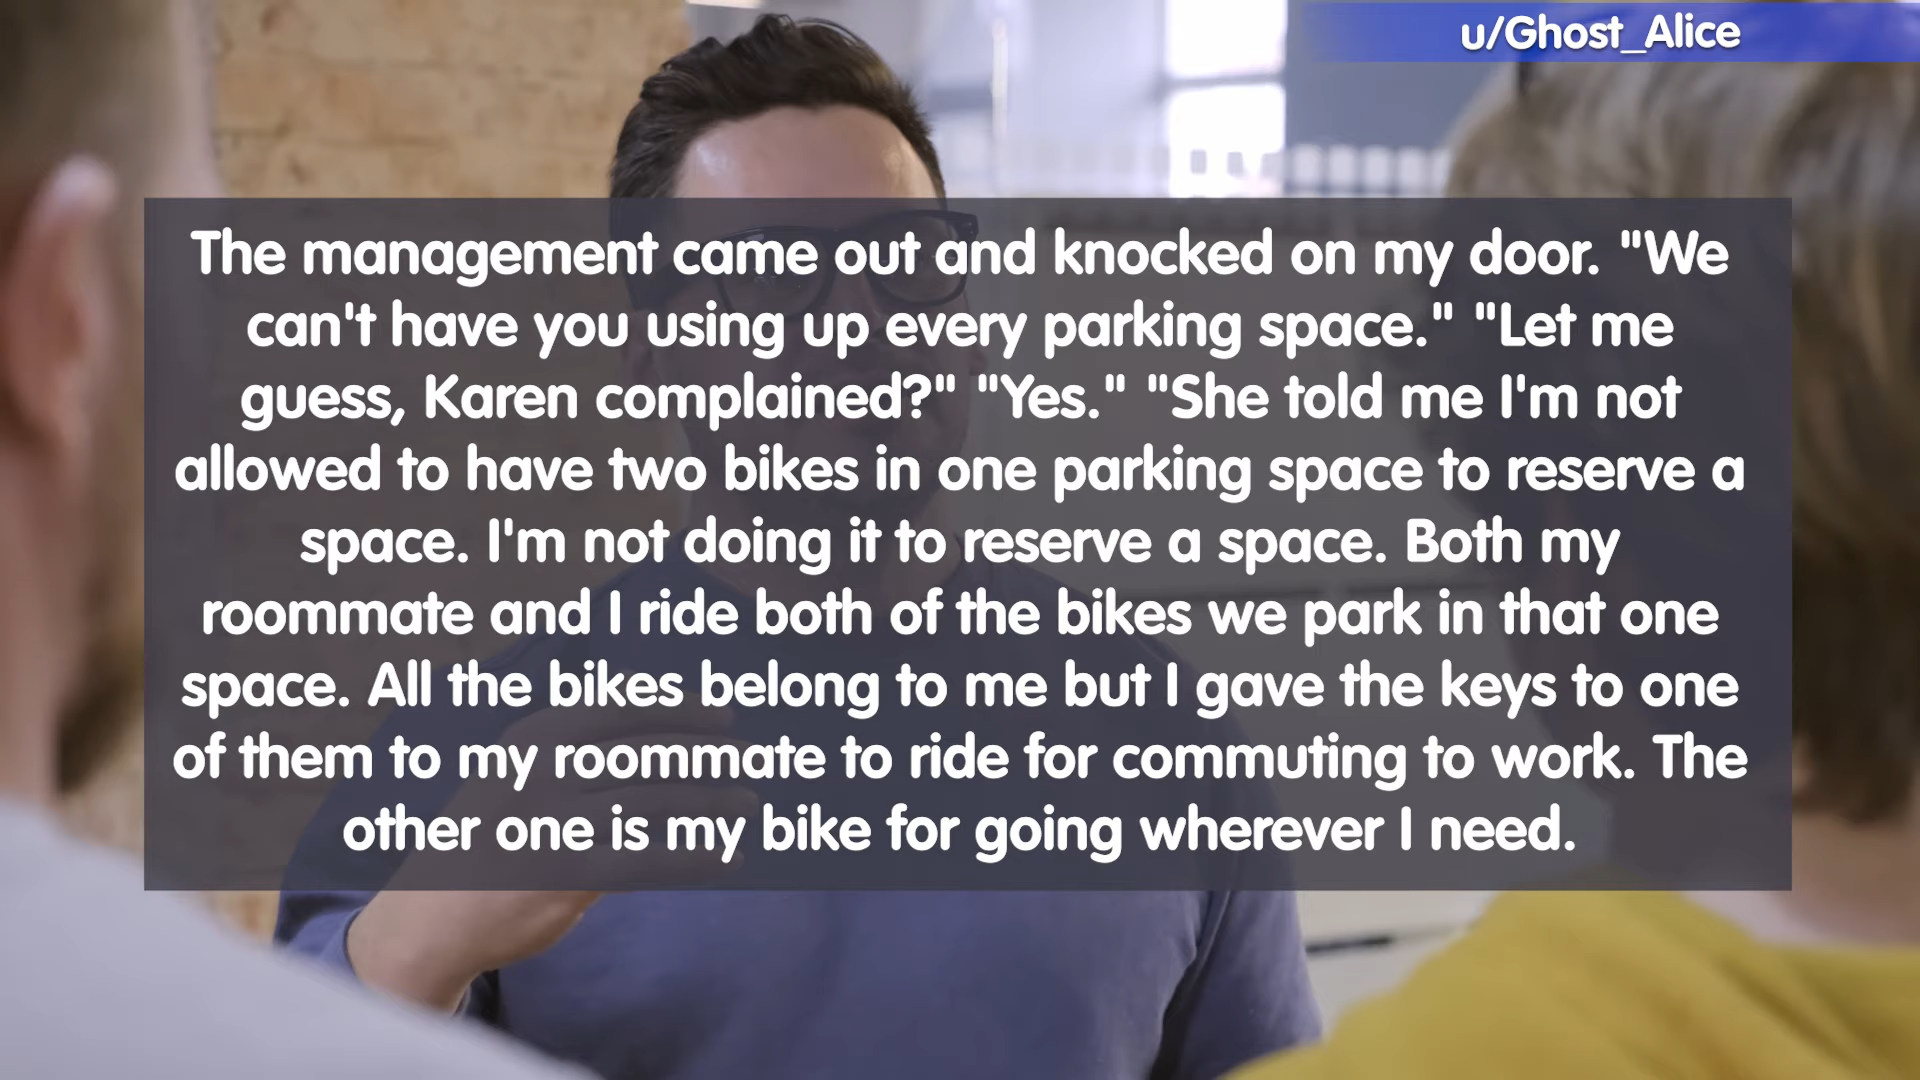 u/Ghost_Alice
The management came out and knocked on my door. "We
can't have you using up every parking space." "Let me
guess, Karen complained?" "Yes." "She told me I'm not
allowed to have two bikes in one parking space to reserve a
space. I'm not doing it to reserve a space. Both my
roommate and I ride both of the bikes we park in that one
space. All the bikes belong to me but I gave the keys to one
of them to my roommate to ride for commuting to work. The
other one is my bike for going wherever I need.